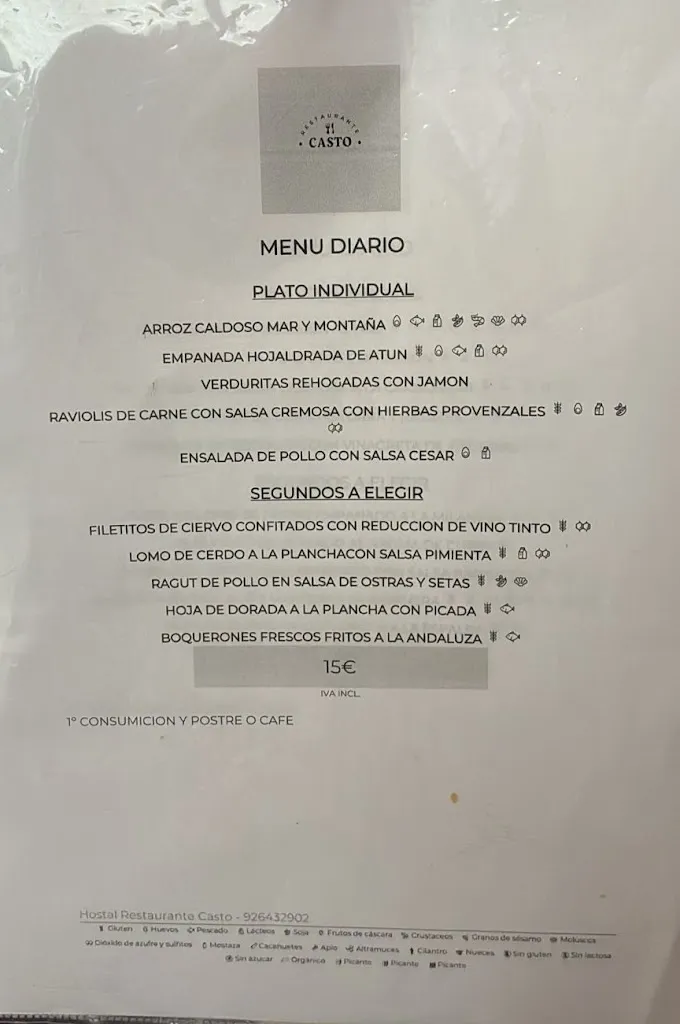 RESTAURANTE
CASTO
MENU DIARIO
PLATO INDIVIDUAL
ARROZ CALDOSO MAR Y MONTAÑA
EMPANADA HOJALDRADA DE ATUN
VERDURITAS REHOGADAS CON JAMON
RAVIOLIS DE CARNE CON SALSA CREMOSA CON HIERBAS PROVENZALES
ENSALADA DE POLLO CON SALSA CESAR
SEGUNDOS A ELEGIR
FILETITOS DE CIERVO CONFITADOS CON REDUCCION DE VINO TINTO
LOMO DE CERDO A LA PLANCHACON SALSA PIMIENTA
RAGUT DE POLLO EN SALSA DE OSTRAS Y SETAS
HOJA DE DORADA A LA PLANCHA CON PICADA
BOQUERONES FRESCOS FRITOS A LA ANDALUZA
15€
IVA INCL.
1º CONSUMICION Y POSTRE O CAFE
Hostal Restaurante Casto - 926432902
Gluten Huevos Pescado Lácteos Soja Frutos de cáscara Crustáceos Granos de sésamo Moluscos
Dióxido de azufre y sulfitos Mostaza Cacahuetes Apio Altramuces Cilantro Nueces Sin gluten Sin lactosa
Sin azucar Orgánico Picante Picante Picante